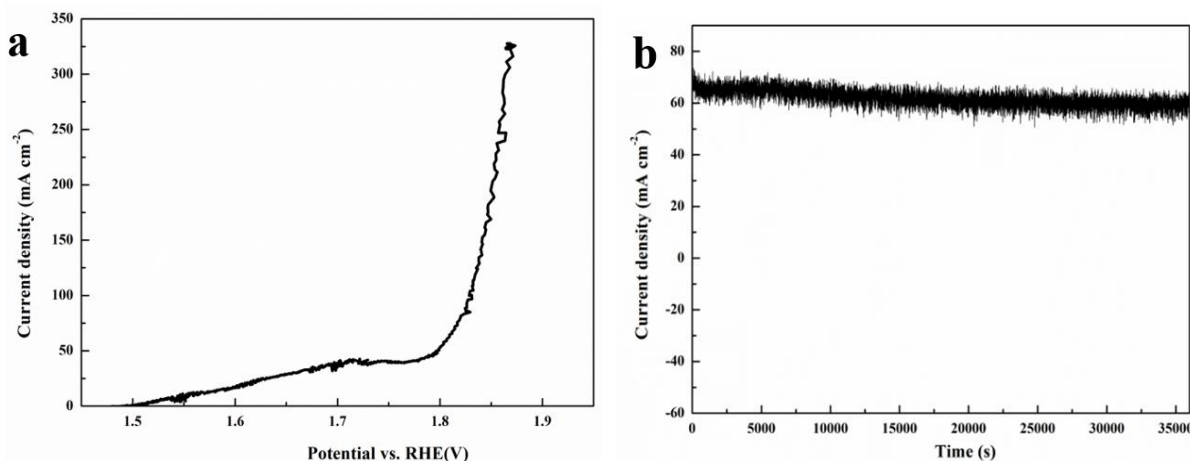 a
350
300
250
200
150
100
50
0
Current density (mA cm⁻²)
1.5 1.6 1.7 1.8 1.9
Potential vs. RHE(V)
b
80
60
40
20
0
-20
-40
-60
Current density (mA cm⁻²)
0 5000 10000 15000 20000 25000 30000 35000
Time (s)